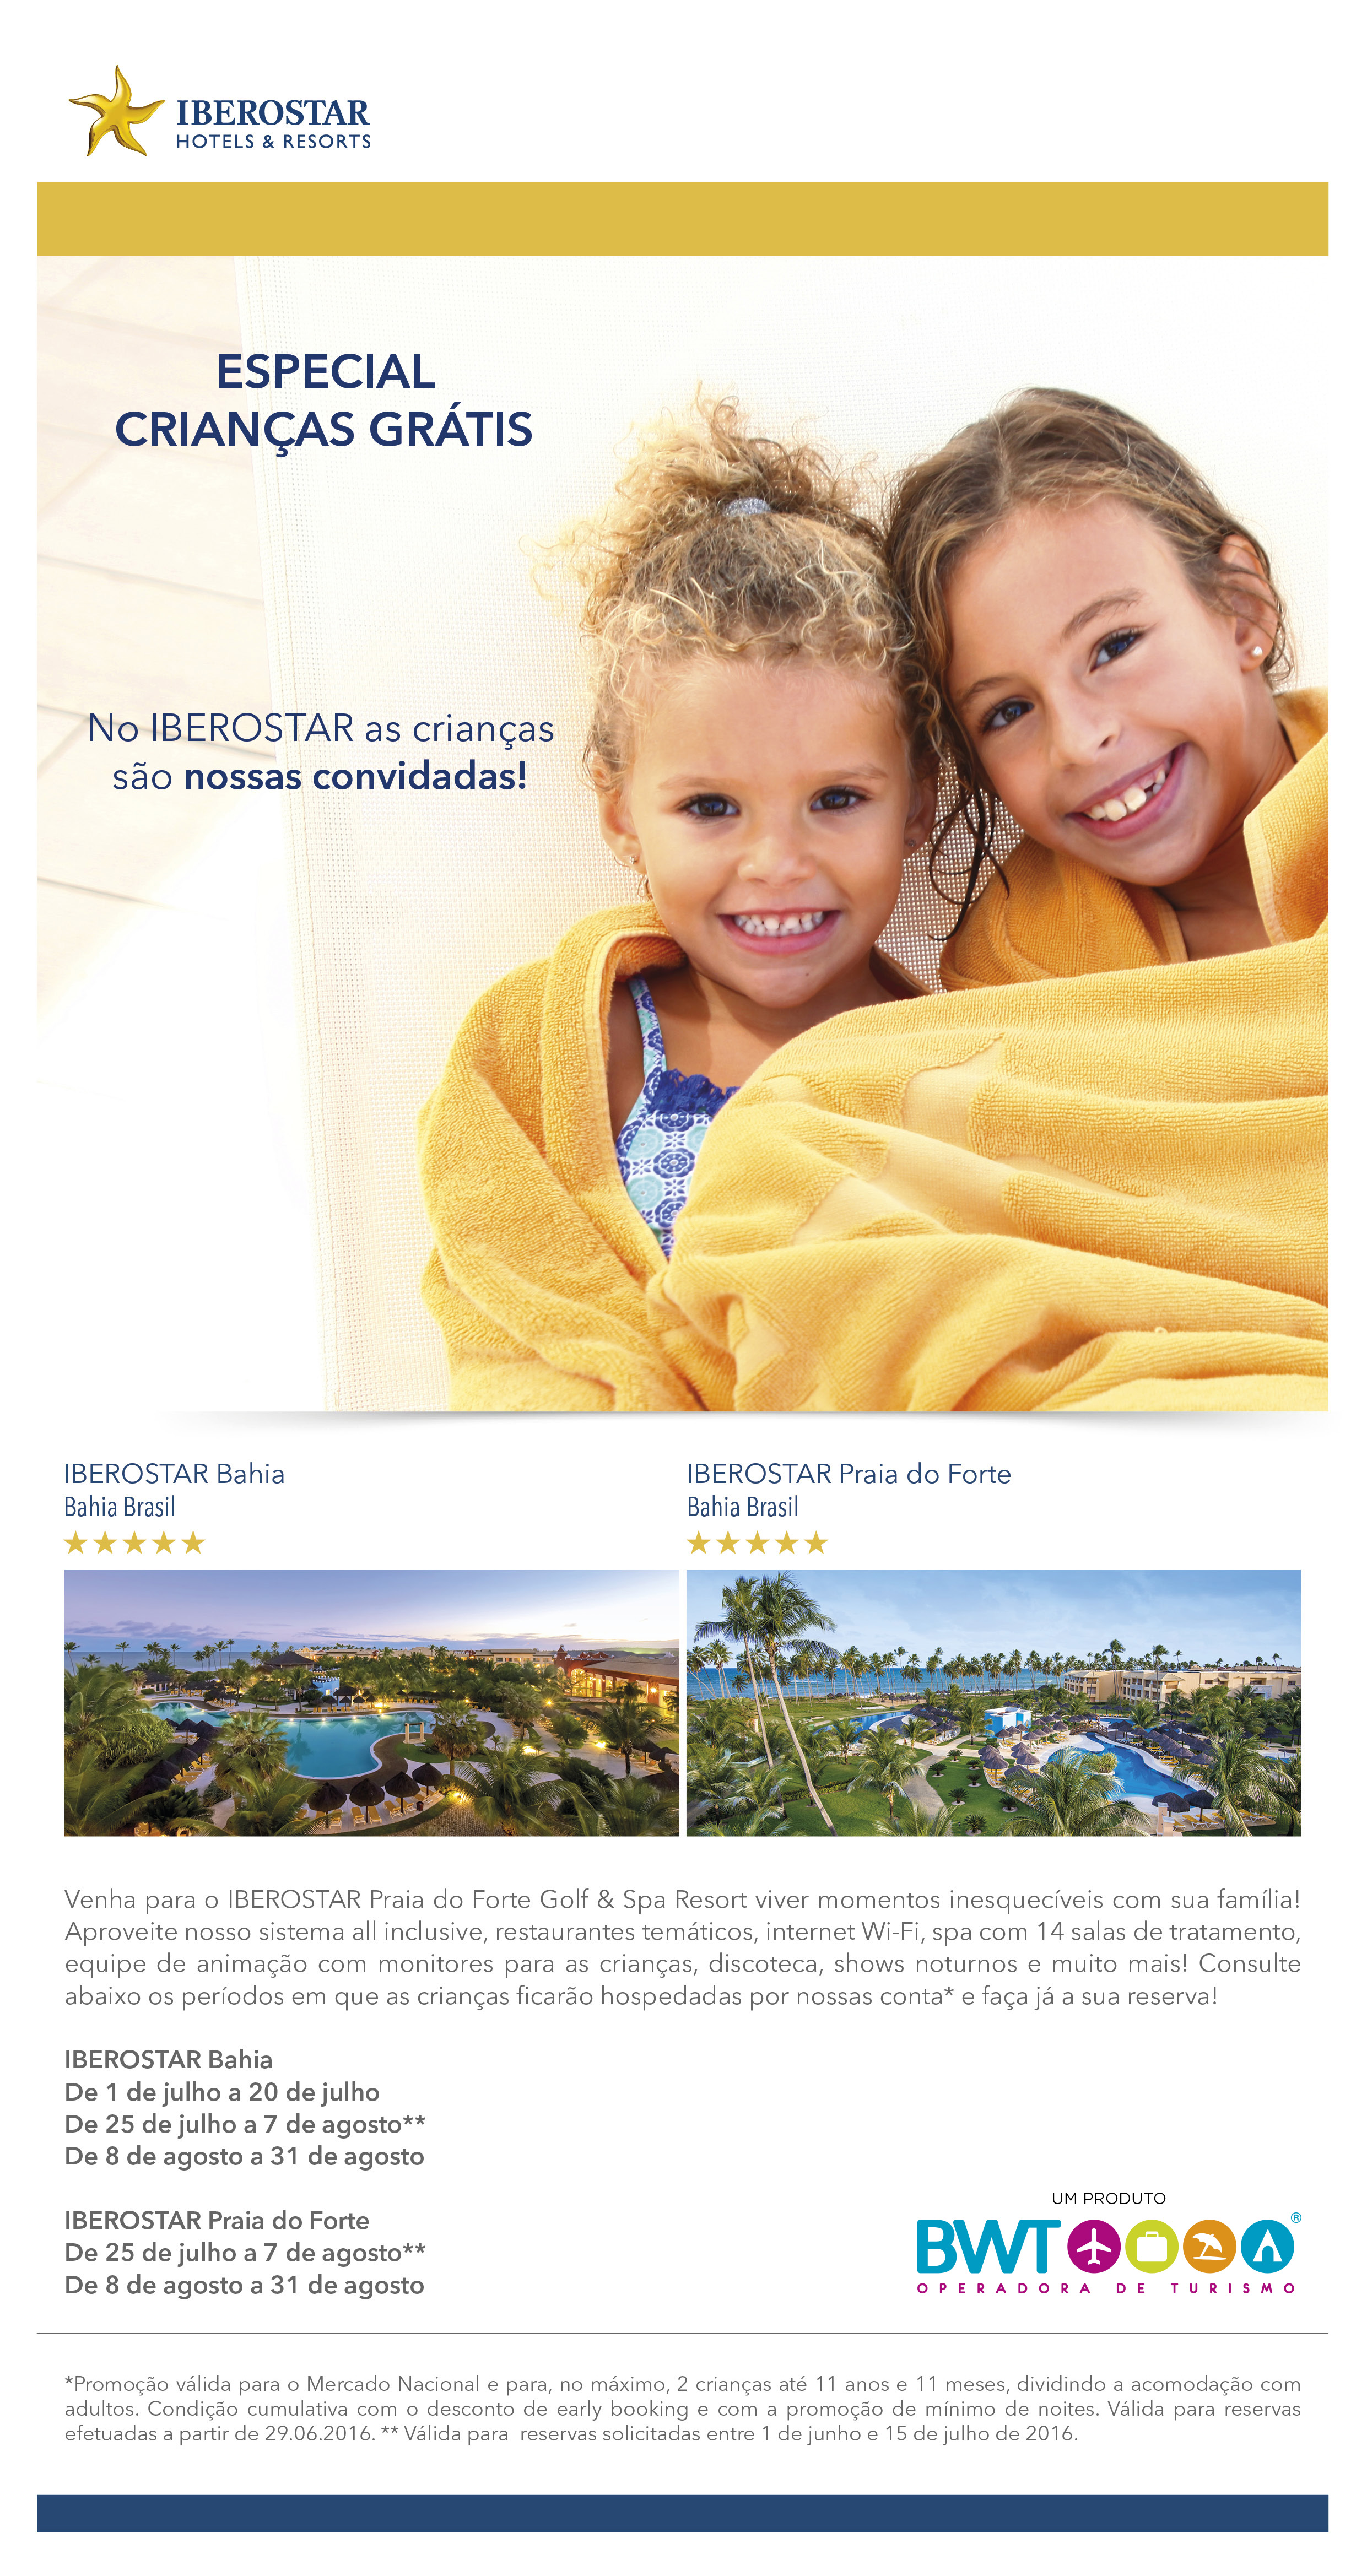 IBEROSTAR
HOTELS & RESORTS
ESPECIAL
CRIANÇAS GRÁTIS
No IBEROSTAR as crianças
são nossas convidadas!
IBEROSTAR Bahia
Bahia Brasil
IBEROSTAR Praia do Forte
Bahia Brasil
Venha para o IBEROSTAR Praia do Forte Golf & Spa Resort viver momentos inesquecíveis com sua família!
Aproveite nosso sistema all inclusive, restaurantes temáticos, internet Wi-Fi, spa com 14 salas de tratamento,
equipe de animação com monitores para as crianças, discoteca, shows noturnos e muito mais! Consulte
abaixo os períodos em que as crianças ficarão hospedadas por nossas conta* e faça já a sua reserva!
IBEROSTAR Bahia
De 1 de julho a 20 de julho
De 25 de julho a 7 de agosto**
De 8 de agosto a 31 de agosto
IBEROSTAR Praia do Forte
De 25 de julho a 7 de agosto**
De 8 de agosto a 31 de agosto
UM PRODUTO
BWT ®
OPERADORA DE TURISMO
*Promoção válida para o Mercado Nacional e para, no máximo, 2 crianças até 11 anos e 11 meses, dividindo a acomodação com
adultos. Condição cumulativa com o desconto de early booking e com a promoção de mínimo de noites. Válida para reservas
efetuadas a partir de 29.06.2016. ** Válida para reservas solicitadas entre 1 de junho e 15 de julho de 2016.